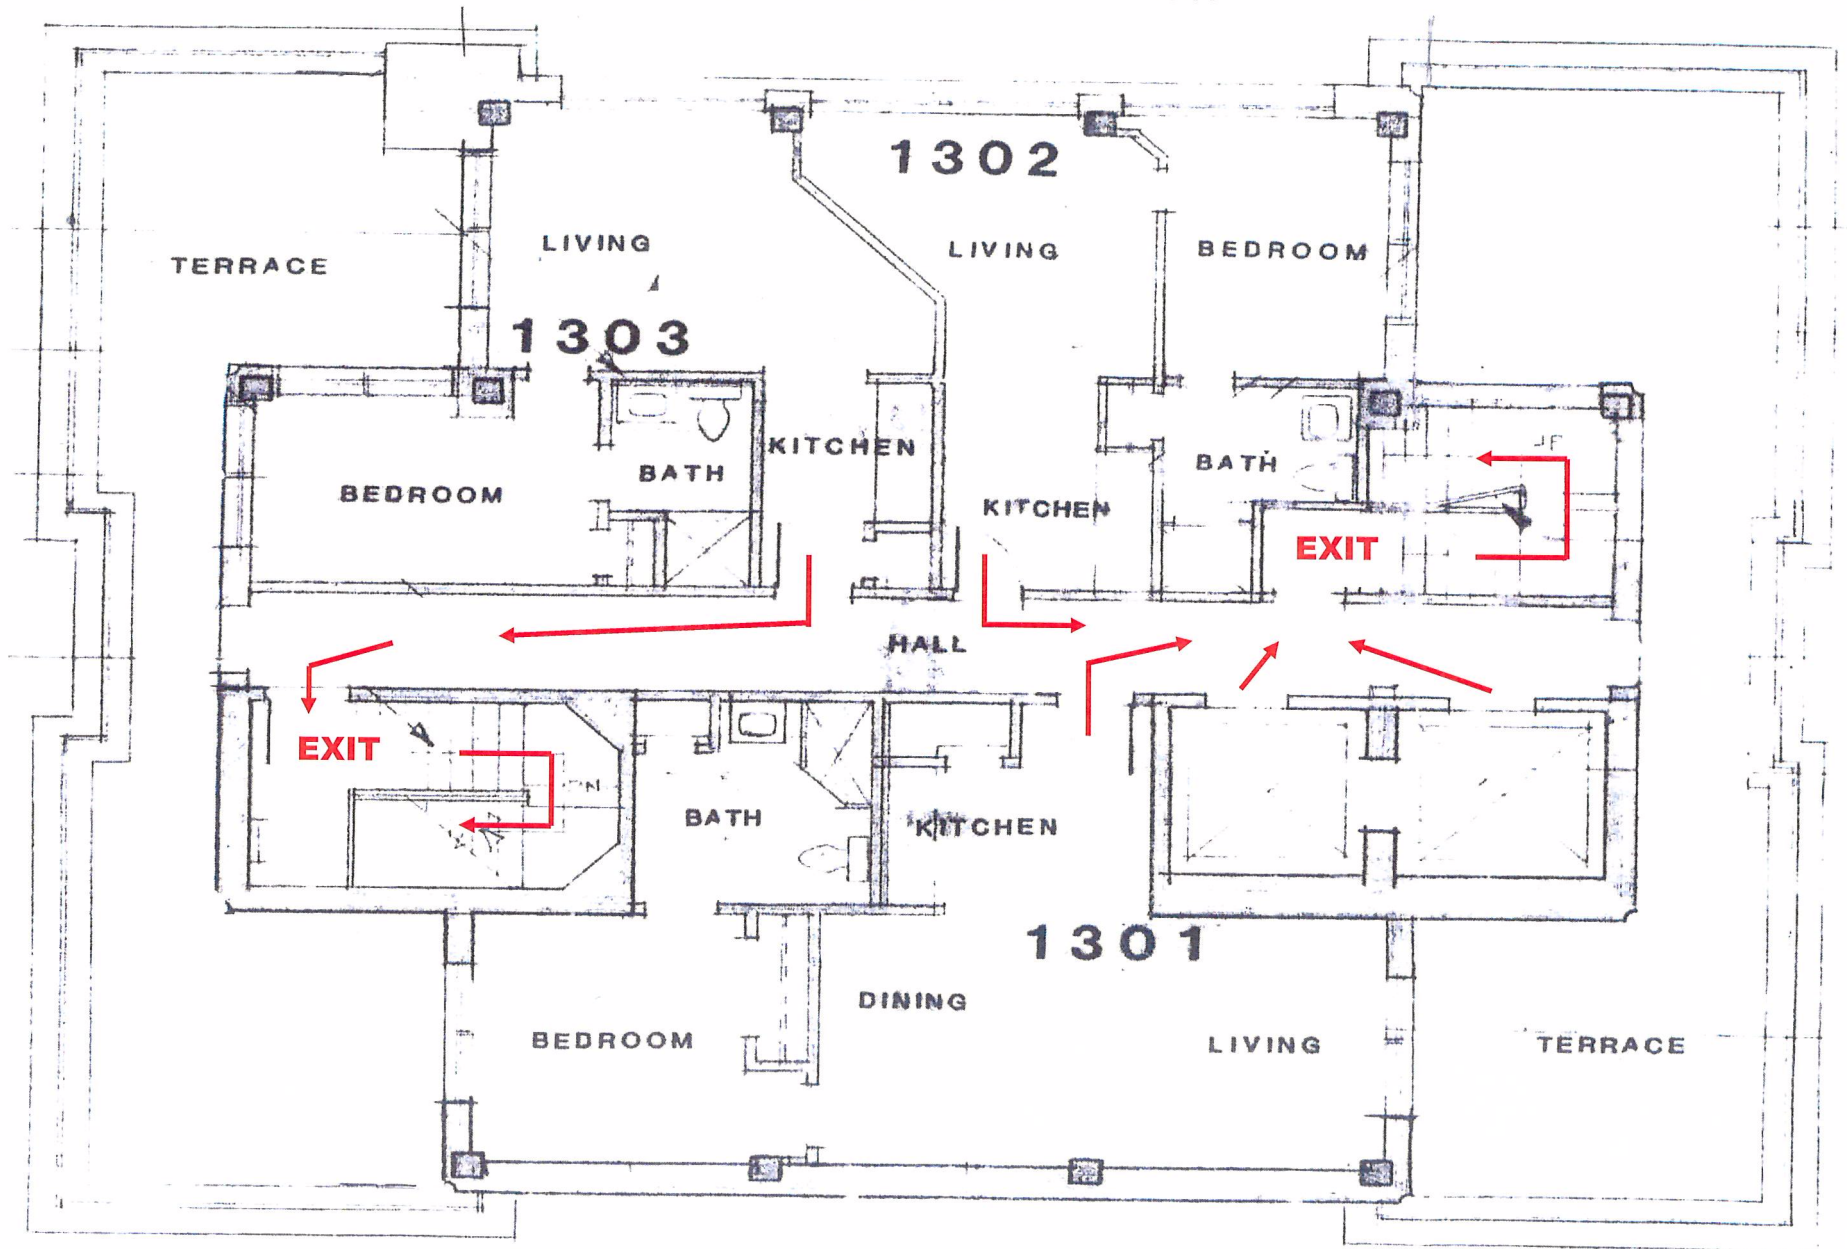 1302
LIVING
LIVING
BEDROOM
TERRACE
1303
KITCHEN
BATH
BATH
BEDROOM
KITCHEN
EXIT
HALL
EXIT
BATH
KITCHEN
1301
DINING
BEDROOM
LIVING
TERRACE